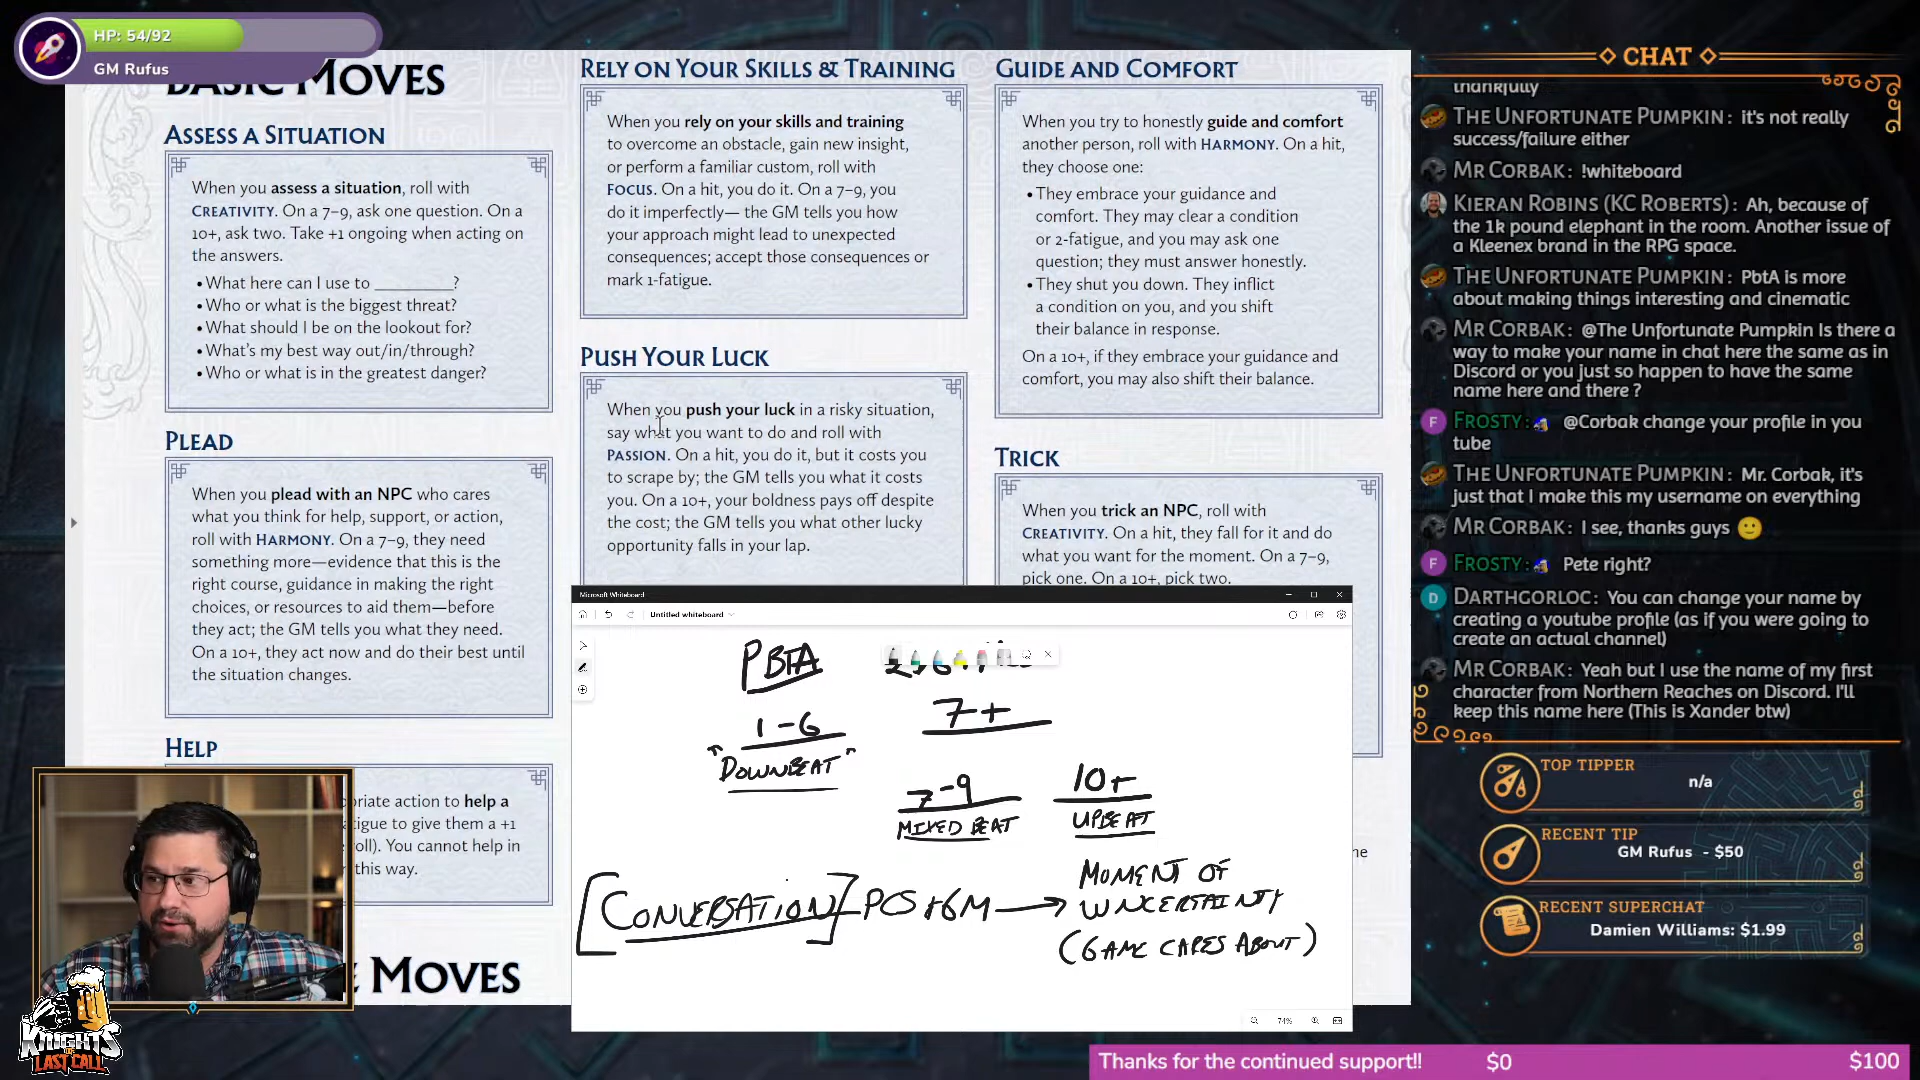 HP: 54/92
GM Rufus
BASIC MOVES
ASSESS A SITUATION
When you assess a situation, roll with
CREATIVITY. On a 7–9, ask one question. On a
10+, ask two. Take +1 ongoing when acting on
the answers.
• What here can I use to _________?
• Who or what is the biggest threat?
• What should I be on the lookout for?
• What's my best way out/in/through?
• Who or what is in the greatest danger?
PLEAD
When you plead with an NPC who cares
what you think for help, support, or action,
roll with HARMONY. On a 7–9, they need
something more—evidence that this is the
right course, guidance in making the right
choices, or resources to aid them—before
they act; the GM tells you what they need.
On a 10+, they act now and do their best until
the situation changes.
HELP
priate action to help a
atigue to give them a +1
e roll). You cannot help in
this way.
MOVES
RELY ON YOUR SKILLS & TRAINING
When you rely on your skills and training
to overcome an obstacle, gain new insight,
or perform a familiar custom, roll with
FOCUS. On a hit, you do it. On a 7–9, you
do it imperfectly— the GM tells you how
your approach might lead to unexpected
consequences; accept those consequences or
mark 1-fatigue.
PUSH YOUR LUCK
When you push your luck in a risky situation,
say what you want to do and roll with
PASSION. On a hit, you do it, but it costs you
to scrape by; the GM tells you what it costs
you. On a 10+, your boldness pays off despite
the cost; the GM tells you what other lucky
opportunity falls in your lap.
GUIDE AND COMFORT
When you try to honestly guide and comfort
another person, roll with HARMONY. On a hit,
they choose one:
• They embrace your guidance and
comfort. They may clear a condition
or 2-fatigue, and you may ask one
question; they must answer honestly.
• They shut you down. They inflict
a condition on you, and you shift
their balance in response.
On a 10+, if they embrace your guidance and
comfort, you may also shift their balance.
TRICK
When you trick an NPC, roll with
CREATIVITY. On a hit, they fall for it and do
what you want for the moment. On a 7–9,
pick one. On a 10+, pick two.
he
Microsoft Whiteboard
Untitled whiteboard
PBTA
1-6
"DOWNBEAT"
7+
7-9
MIXED BEAT
10+
UPBEAT
[CONVERSATION] PCS+GM → MOMENT OF
UNCERTAINTY
(GAME CARES ABOUT)
74%
CHAT
thankfully
THE UNFORTUNATE PUMPKIN: it's not really
success/failure either
MR CORBAK: !whiteboard
KIERAN ROBINS (KC ROBERTS): Ah, because of
the 1k pound elephant in the room. Another issue of
a Kleenex brand in the RPG space.
THE UNFORTUNATE PUMPKIN: PbtA is more
about making things interesting and cinematic
MR CORBAK: @The Unfortunate Pumpkin Is there a
way to make your name in chat here the same as in
Discord or you just so happen to have the same
name here and there ?
F FROSTY: @Corbak change your profile in you
tube
THE UNFORTUNATE PUMPKIN: Mr. Corbak, it's
just that I make this my username on everything
MR CORBAK: I see, thanks guys 🙂
F FROSTY: Pete right?
D DARTHGORLOC: You can change your name by
creating a youtube profile (as if you were going to
create an actual channel)
MR CORBAK: Yeah but I use the name of my first
character from Northern Reaches on Discord. I'll
keep this name here (This is Xander btw)
TOP TIPPER
n/a
RECENT TIP
GM Rufus - $50
RECENT SUPERCHAT
Damien Williams: $1.99
KNIGHTS
OF
LAST CALL
Thanks for the continued support!! $0 $100